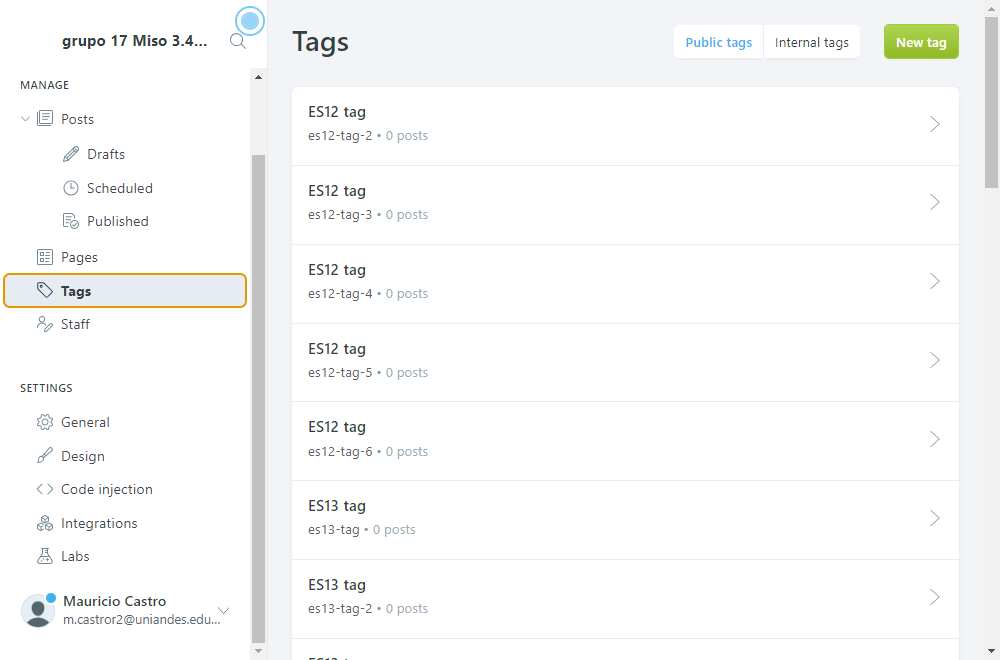 grupo 17 Miso 3.4...
MANAGE
Posts
Drafts
Scheduled
Published
Pages
Tags
Staff
SETTINGS
General
Design
Code injection
Integrations
Labs
Mauricio Castro
m.castror2@uniandes.edu...
Tags
Public tags
Internal tags
New tag
ES12 tag
es12-tag-2 • 0 posts
ES12 tag
es12-tag-3 • 0 posts
ES12 tag
es12-tag-4 • 0 posts
ES12 tag
es12-tag-5 • 0 posts
ES12 tag
es12-tag-6 • 0 posts
ES13 tag
es13-tag • 0 posts
ES13 tag
es13-tag-2 • 0 posts